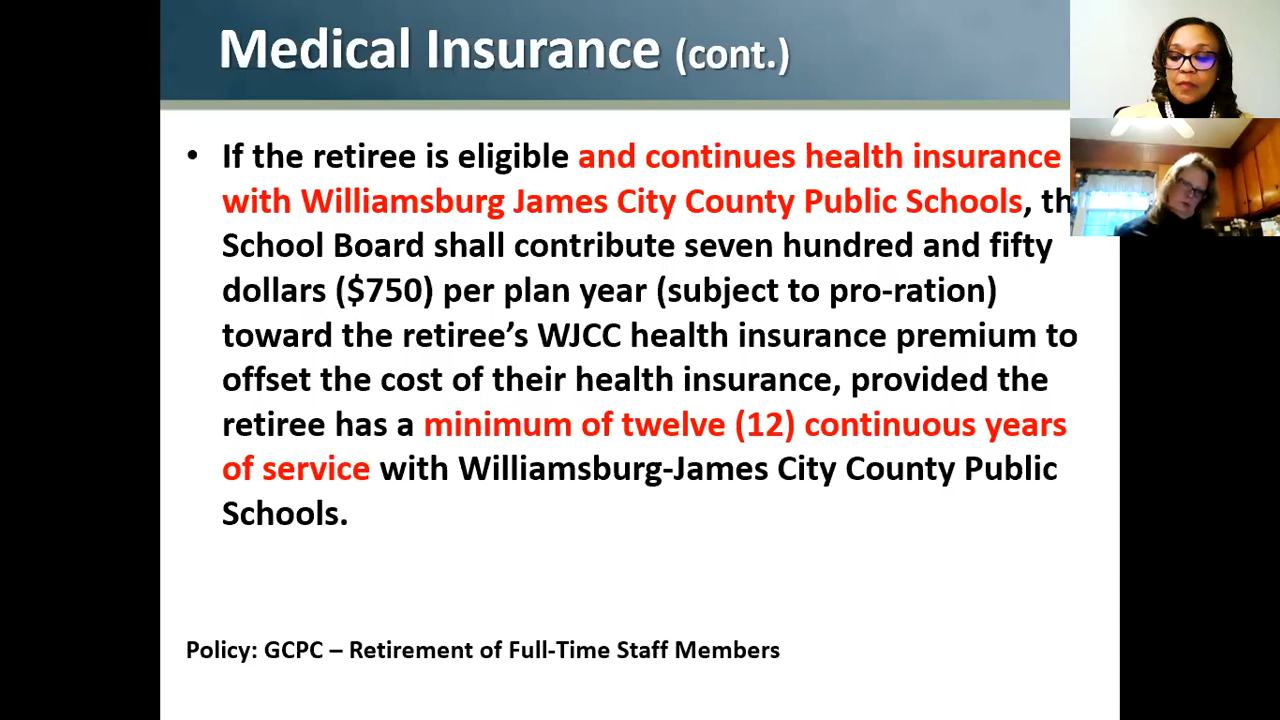 Medical Insurance (cont.)
• If the retiree is eligible and continues health insurance
with Williamsburg James City County Public Schools, th
School Board shall contribute seven hundred and fifty
dollars ($750) per plan year (subject to pro-ration)
toward the retiree’s WJCC health insurance premium to
offset the cost of their health insurance, provided the
retiree has a minimum of twelve (12) continuous years
of service with Williamsburg-James City County Public
Schools.
Policy: GCPC – Retirement of Full-Time Staff Members